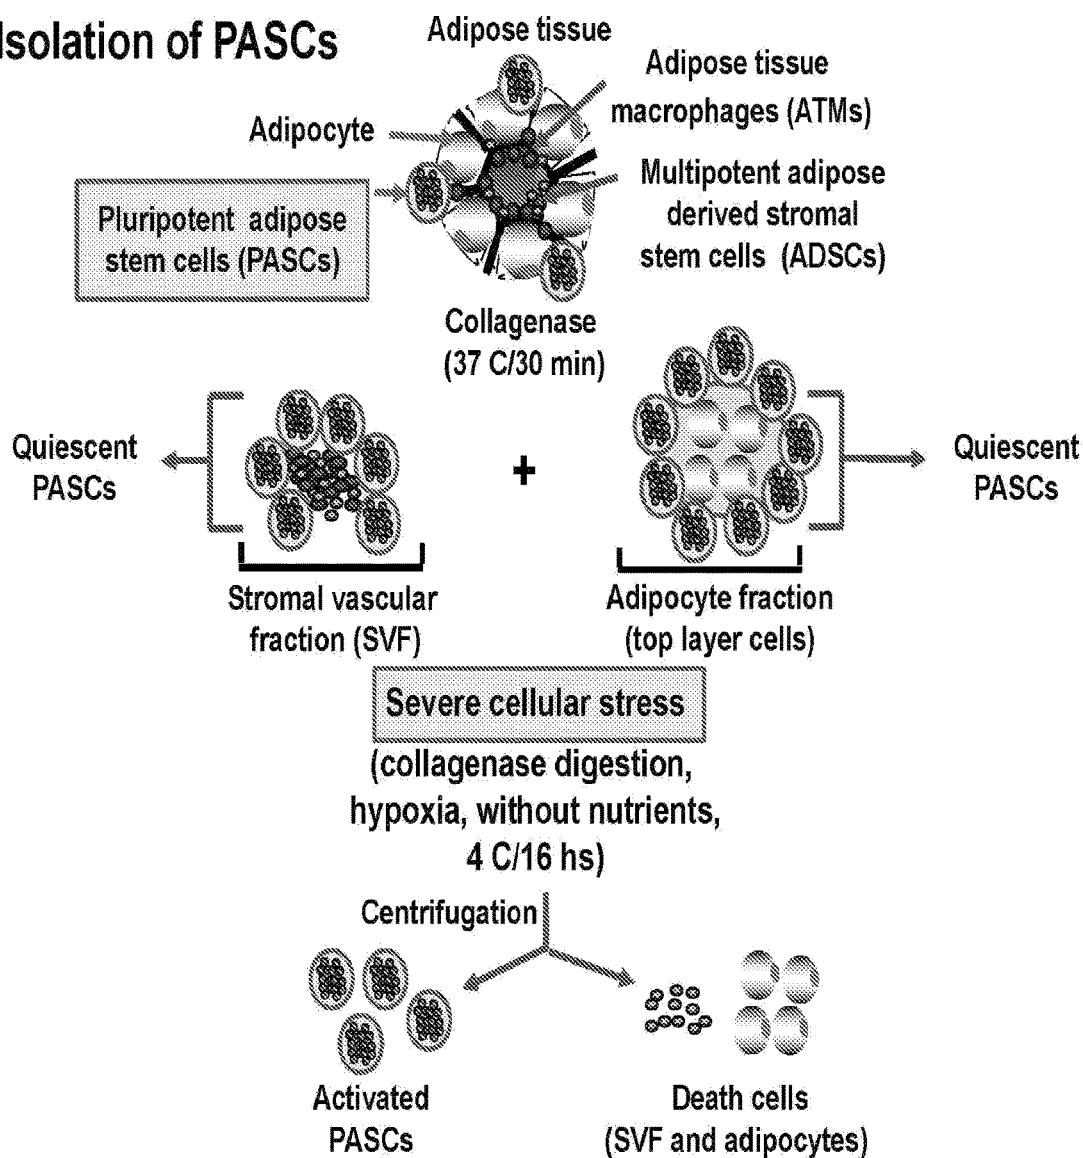 Isolation of PASCs
Adipose tissue
Adipose tissue
macrophages (ATMs)
Adipocyte
Multipotent adipose
derived stromal
stem cells (ADSCs)
Pluripotent adipose
stem cells (PASCs)
Collagenase
(37 C/30 min)
Quiescent
PASCs
+
Quiescent
PASCs
Stromal vascular
fraction (SVF)
Adipocyte fraction
(top layer cells)
Severe cellular stress
(collagenase digestion,
hypoxia, without nutrients,
4 C/16 hs)
Centrifugation
Activated
PASCs
Death cells
(SVF and adipocytes)